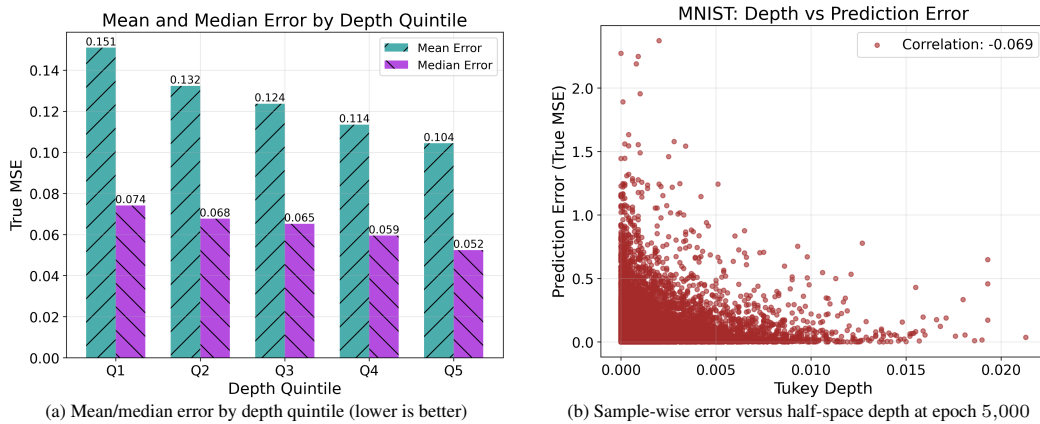 Mean and Median Error by Depth Quintile
Mean Error
Median Error
True MSE
0.14
0.12
0.10
0.08
0.06
0.04
0.02
0.00
0.151
0.074
0.132
0.068
0.124
0.065
0.114
0.059
0.104
0.052
Q1 Q2 Q3 Q4 Q5
Depth Quintile
(a) Mean/median error by depth quintile (lower is better)
MNIST: Depth vs Prediction Error
Correlation: -0.069
Prediction Error (True MSE)
2.0
1.5
1.0
0.5
0.0
0.000 0.005 0.010 0.015 0.020
Tukey Depth
(b) Sample-wise error versus half-space depth at epoch 5,000